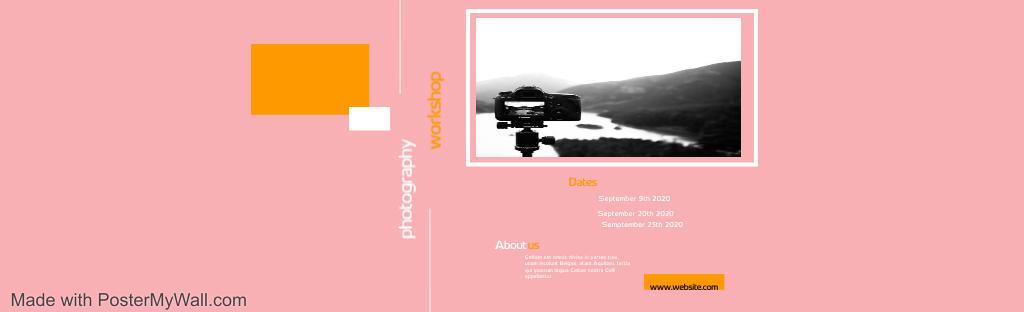 photography
workshop
Dates
September 9th 2020
September 20th 2020
Semptember 25th 2020
About us
Gallien est omnis divisa in partes tres,
unam incolunt Belgae, aliam Aquitani, tertia
qui ipsorum lingua Celtae nostra Galli
appellantur
www.website.com
Made with PosterMyWall.com